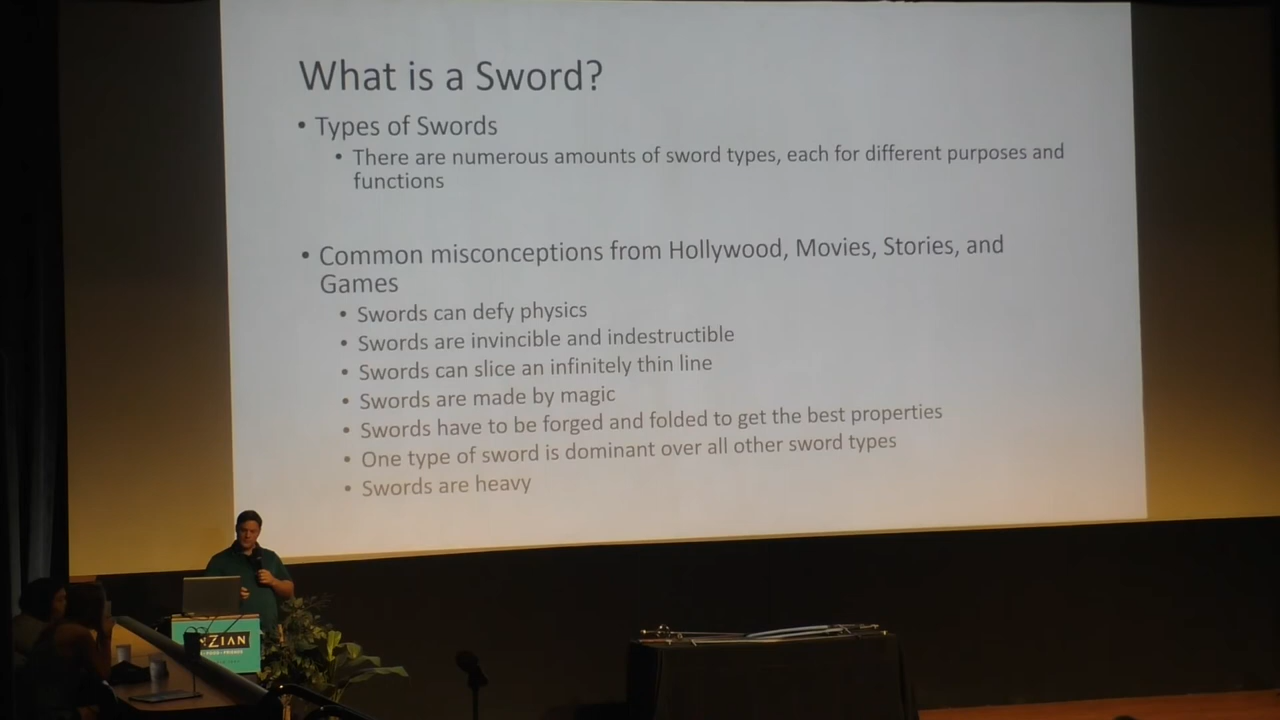 What is a Sword?
• Types of Swords
• There are numerous amounts of sword types, each for different purposes and
functions
• Common misconceptions from Hollywood, Movies, Stories, and
Games
• Swords can defy physics
• Swords are invincible and indestructible
• Swords can slice an infinitely thin line
• Swords are made by magic
• Swords have to be forged and folded to get the best properties
• One type of sword is dominant over all other sword types
• Swords are heavy
ZIAN